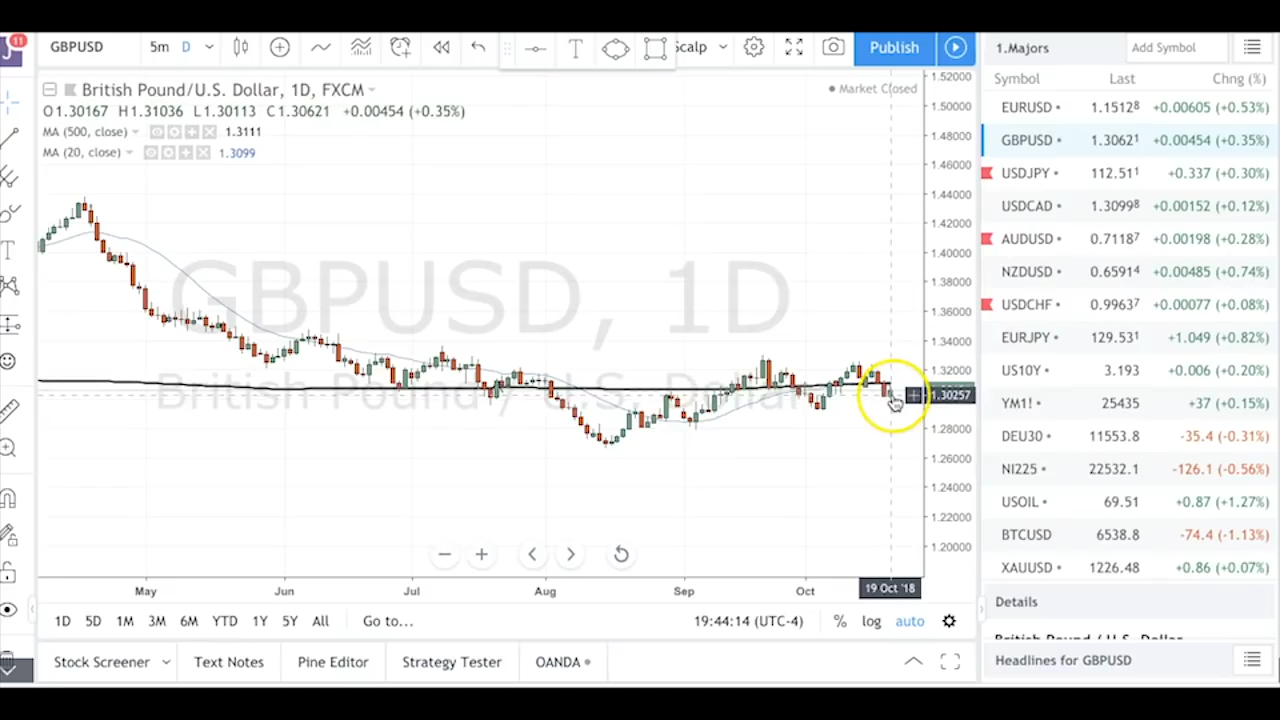 11
GBPUSD 5m D scalp Publish
1.Majors Add Symbol
Symbol Last Chng (%)
British Pound/U.S. Dollar, 1D, FXCM
Market Closed
O1.30167 H1.31036 L1.30113 C1.30621 +0.00454 (+0.35%)
MA (500, close) 1.3111
MA (20, close) 1.3099
GBPUSD, 1D
British Pound / U.S. Dollar
1.52000
1.50000
1.48000
1.46000
1.44000
1.42000
1.40000
1.38000
1.36000
1.34000
1.32000
1.30257
1.28000
1.26000
1.24000
1.22000
1.20000
May Jun Jul Aug Sep Oct 19 Oct '18
EURUSD 1.15128 +0.00605 (+0.53%)
GBPUSD 1.30621 +0.00454 (+0.35%)
USDJPY 112.511 +0.337 (+0.30%)
USDCAD 1.30998 +0.00152 (+0.12%)
AUDUSD 0.71187 +0.00198 (+0.28%)
NZDUSD 0.65914 +0.00485 (+0.74%)
USDCHF 0.99637 +0.00077 (+0.08%)
EURJPY 129.531 +1.049 (+0.82%)
US10Y 3.193 +0.006 (+0.20%)
YM1! 25435 +37 (+0.15%)
DEU30 11553.8 -35.4 (-0.31%)
NI225 22532.1 -126.1 (-0.56%)
USOIL 69.51 +0.87 (+1.27%)
BTCUSD 6538.8 -74.4 (-1.13%)
XAUUSD 1226.48 +0.86 (+0.07%)
Details
British Pound / U.S. Dollar
1D 5D 1M 3M 6M YTD 1Y 5Y All Go to... 19:44:14 (UTC-4) % log auto
Stock Screener Text Notes Pine Editor Strategy Tester OANDA
Headlines for GBPUSD